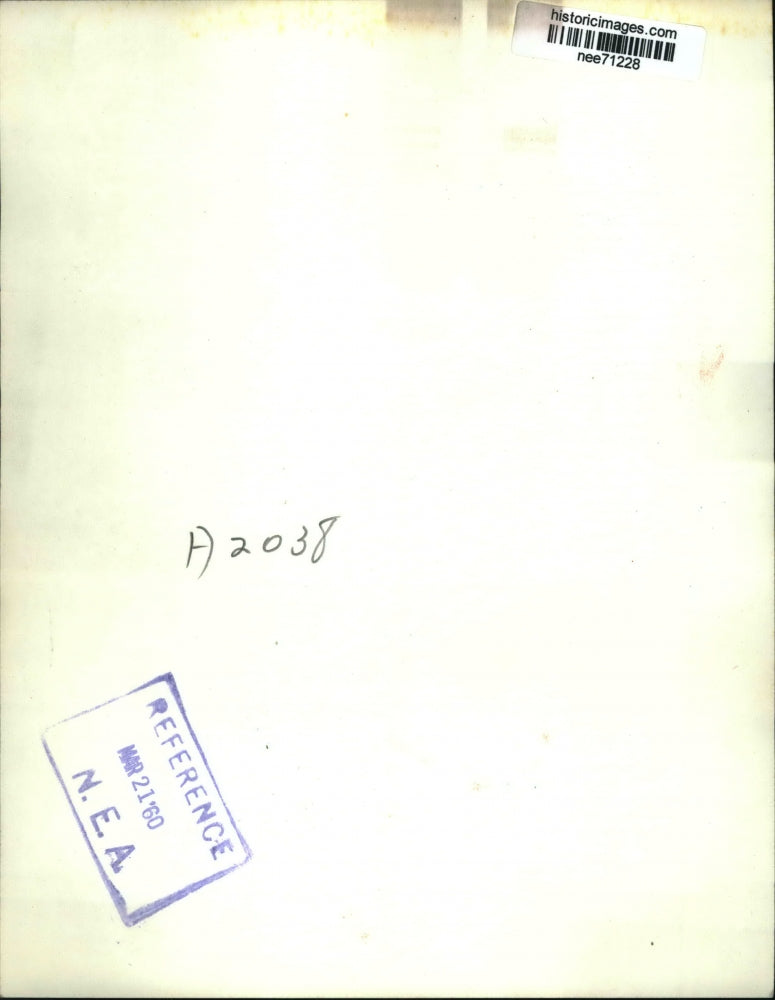 historicimages.com
nee71228
A2038
REFERENCE
MAR 21 '60
N. E. A.